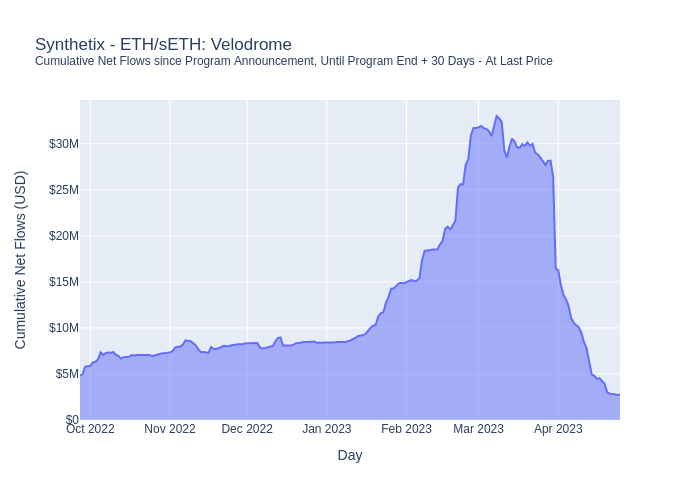 Synthetix - ETH/sETH: Velodrome
Cumulative Net Flows since Program Announcement, Until Program End + 30 Days - At Last Price
Cumulative Net Flows (USD)
$30M
$25M
$20M
$15M
$10M
$5M
$0
Oct 2022 Nov 2022 Dec 2022 Jan 2023 Feb 2023 Mar 2023 Apr 2023
Day